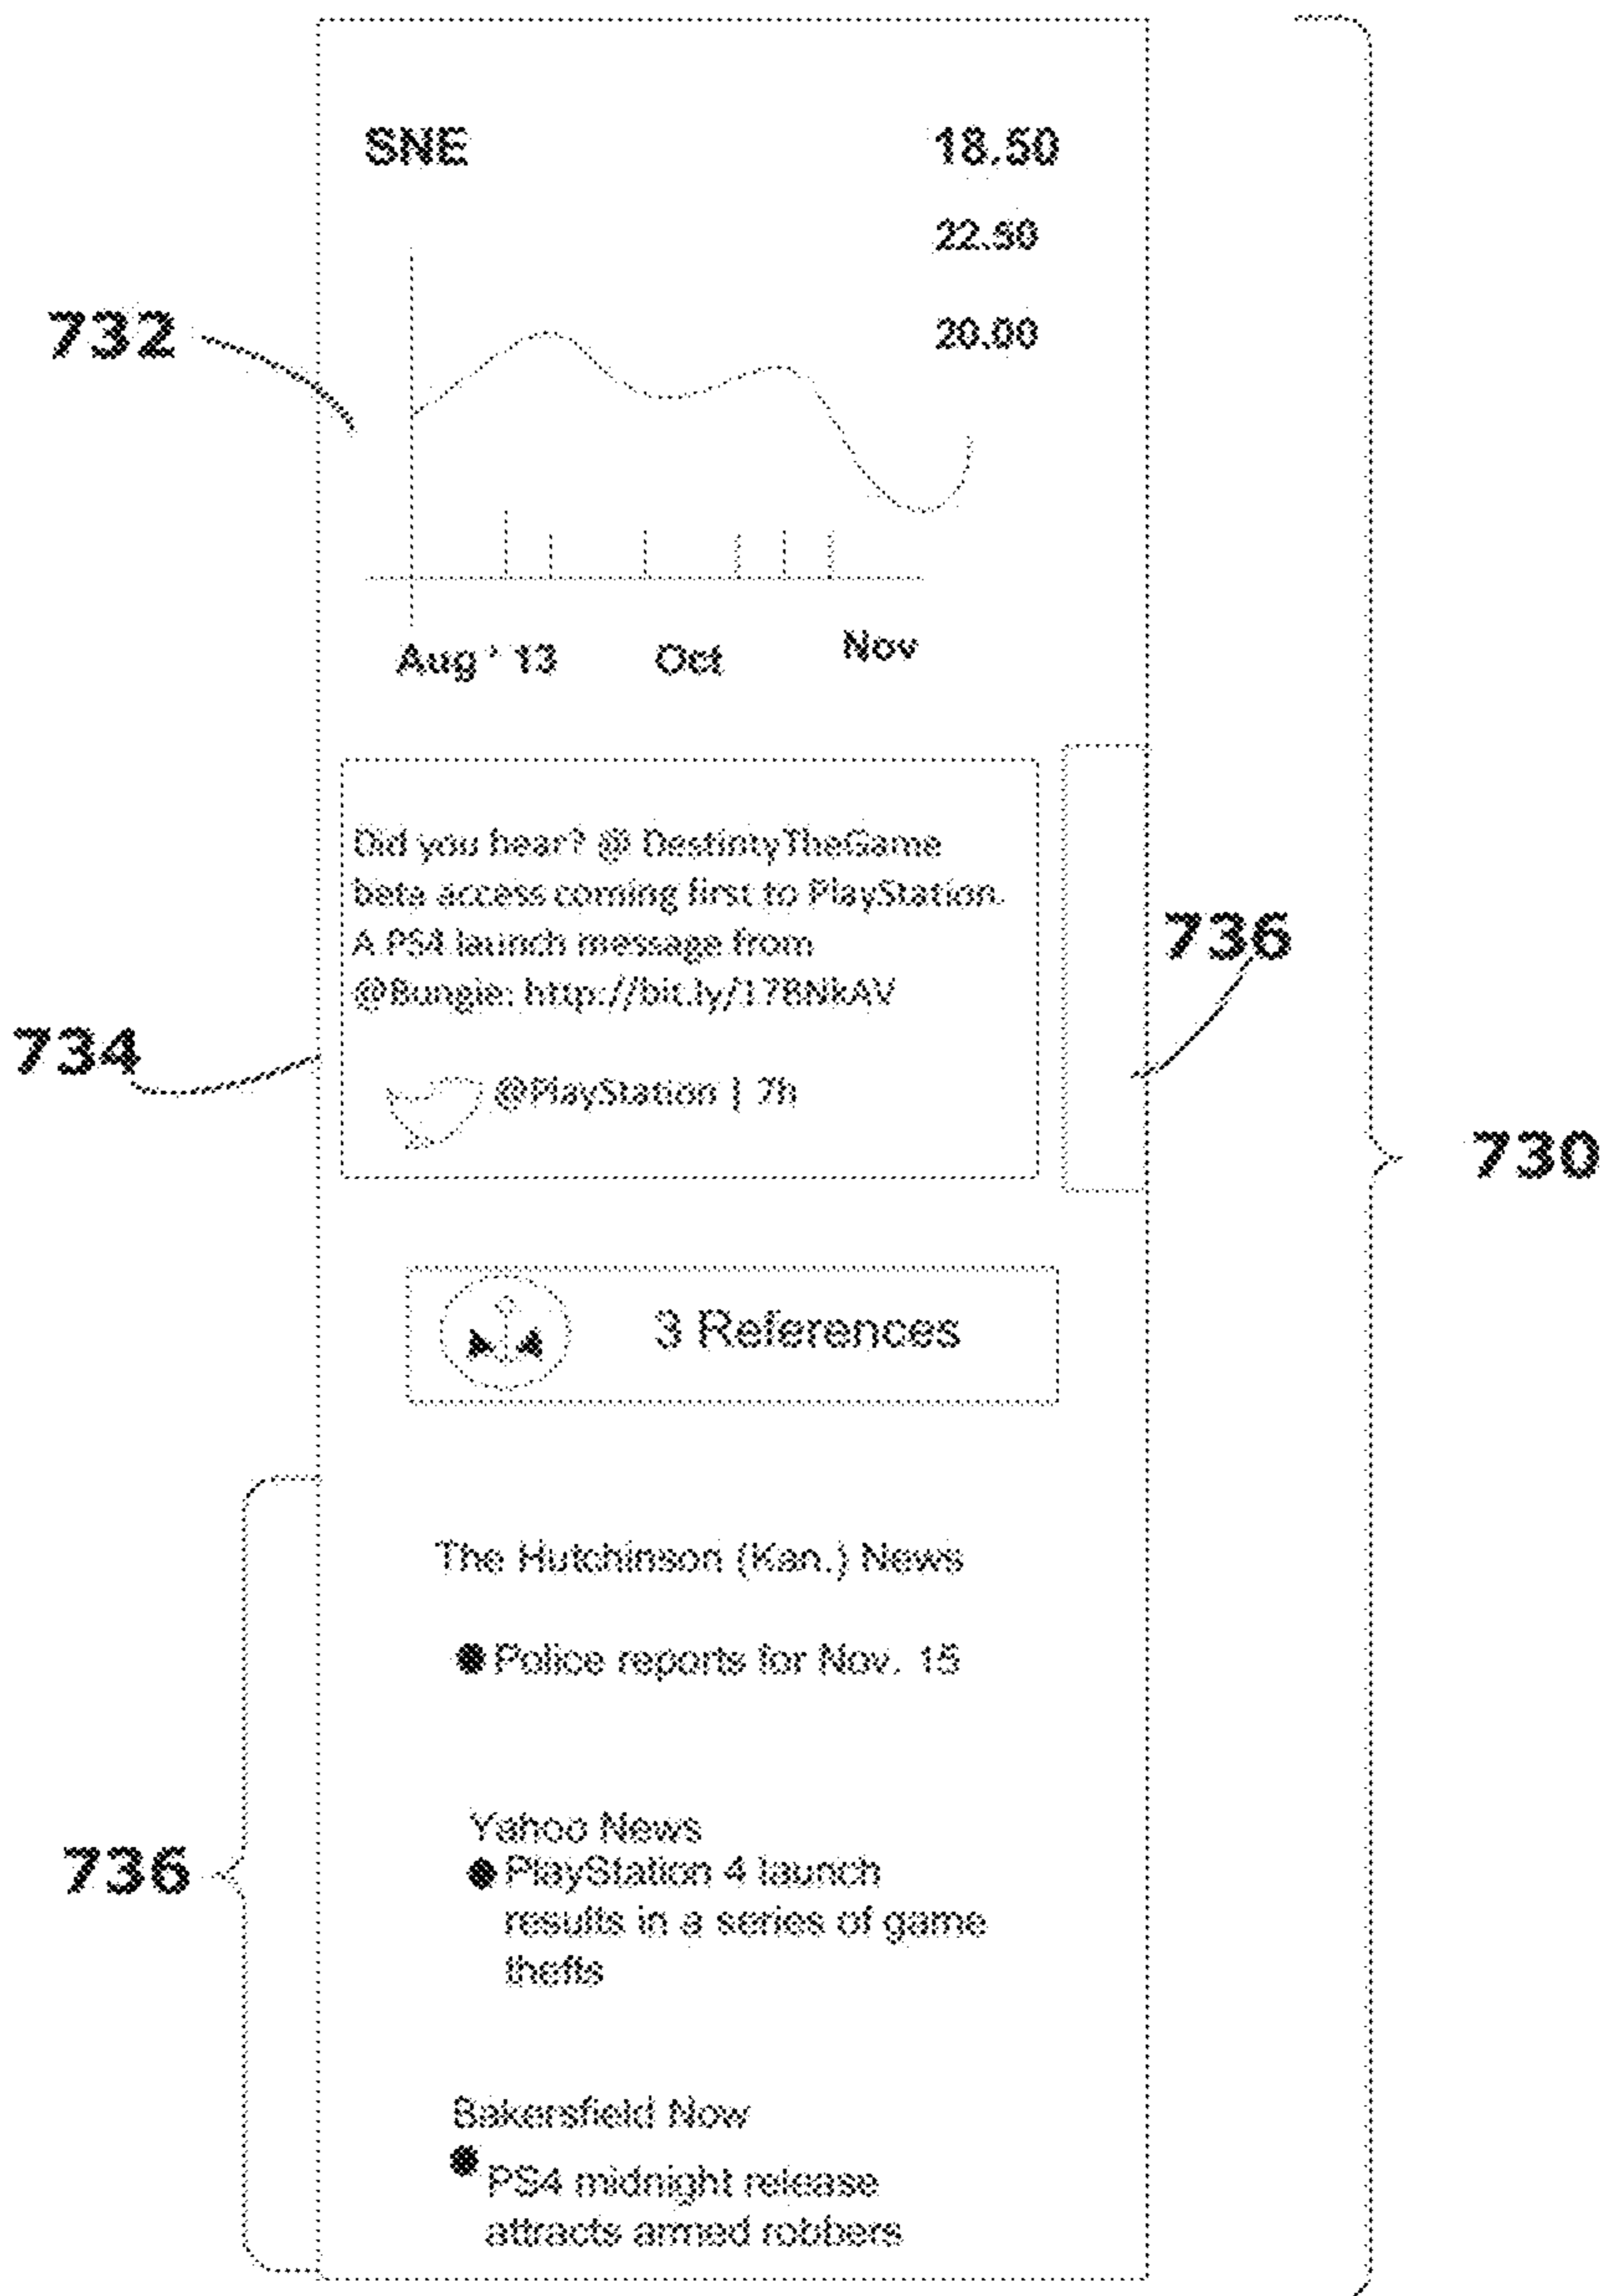 SNE 18.50
22.50
732
20.00
Aug ' 13 Oct Nov
Did you hear? @ DestintyTheGame
beta access coming first to PlayStation.
A PS4 launch message from
@Bungie: http://bit.ly/178NkAV
736
734
@PlayStation | 7h
730
3 References
The Hutchinson (Kan.) News
Police reports for Nov. 15
Yahoo News
736
PlayStation 4 launch
results in a series of game
thefts
Bakersfield Now
PS4 midnight release
attracts armed robbers